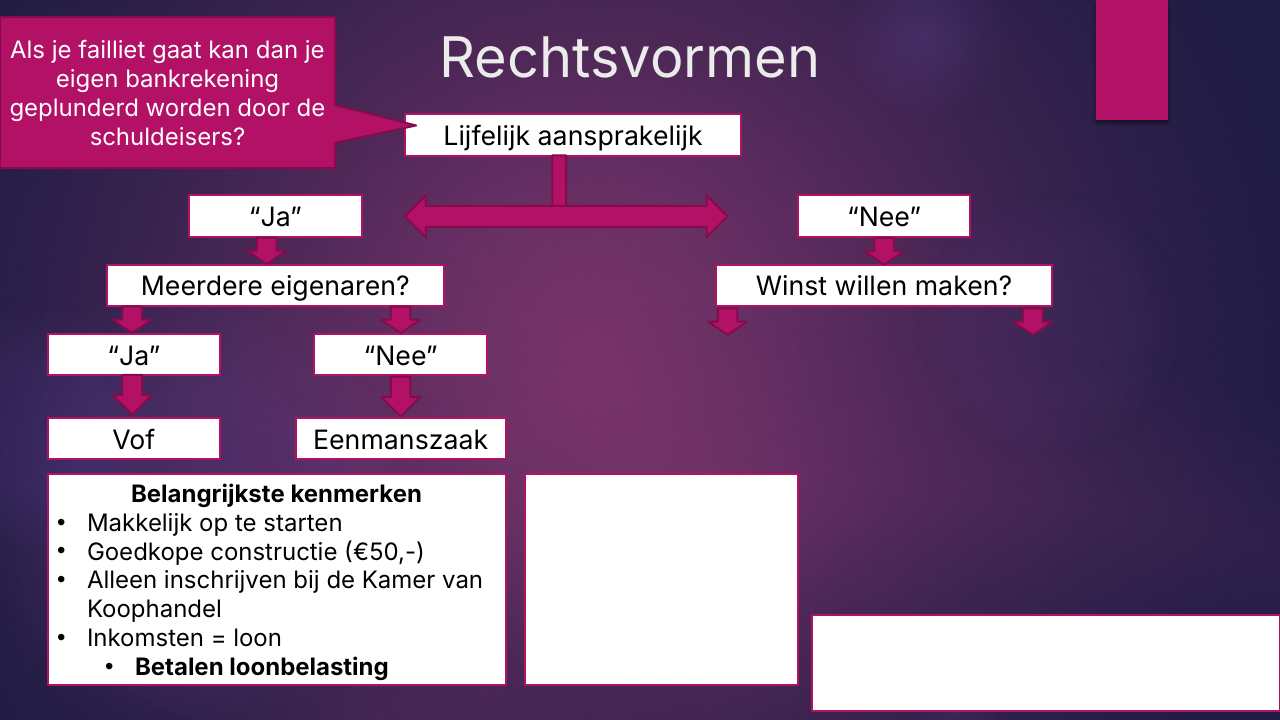 Als je failliet gaat kan dan je
eigen bankrekening
geplunderd worden door de
schuldeisers?
Rechtsvormen
Lijfelijk aansprakelijk
“Ja”
“Nee”
Meerdere eigenaren?
Winst willen maken?
“Ja”
“Nee”
Vof
Eenmanszaak
Belangrijkste kenmerken
• Makkelijk op te starten
• Goedkope constructie (€50,-)
• Alleen inschrijven bij de Kamer van
Koophandel
• Inkomsten = loon
• Betalen loonbelasting